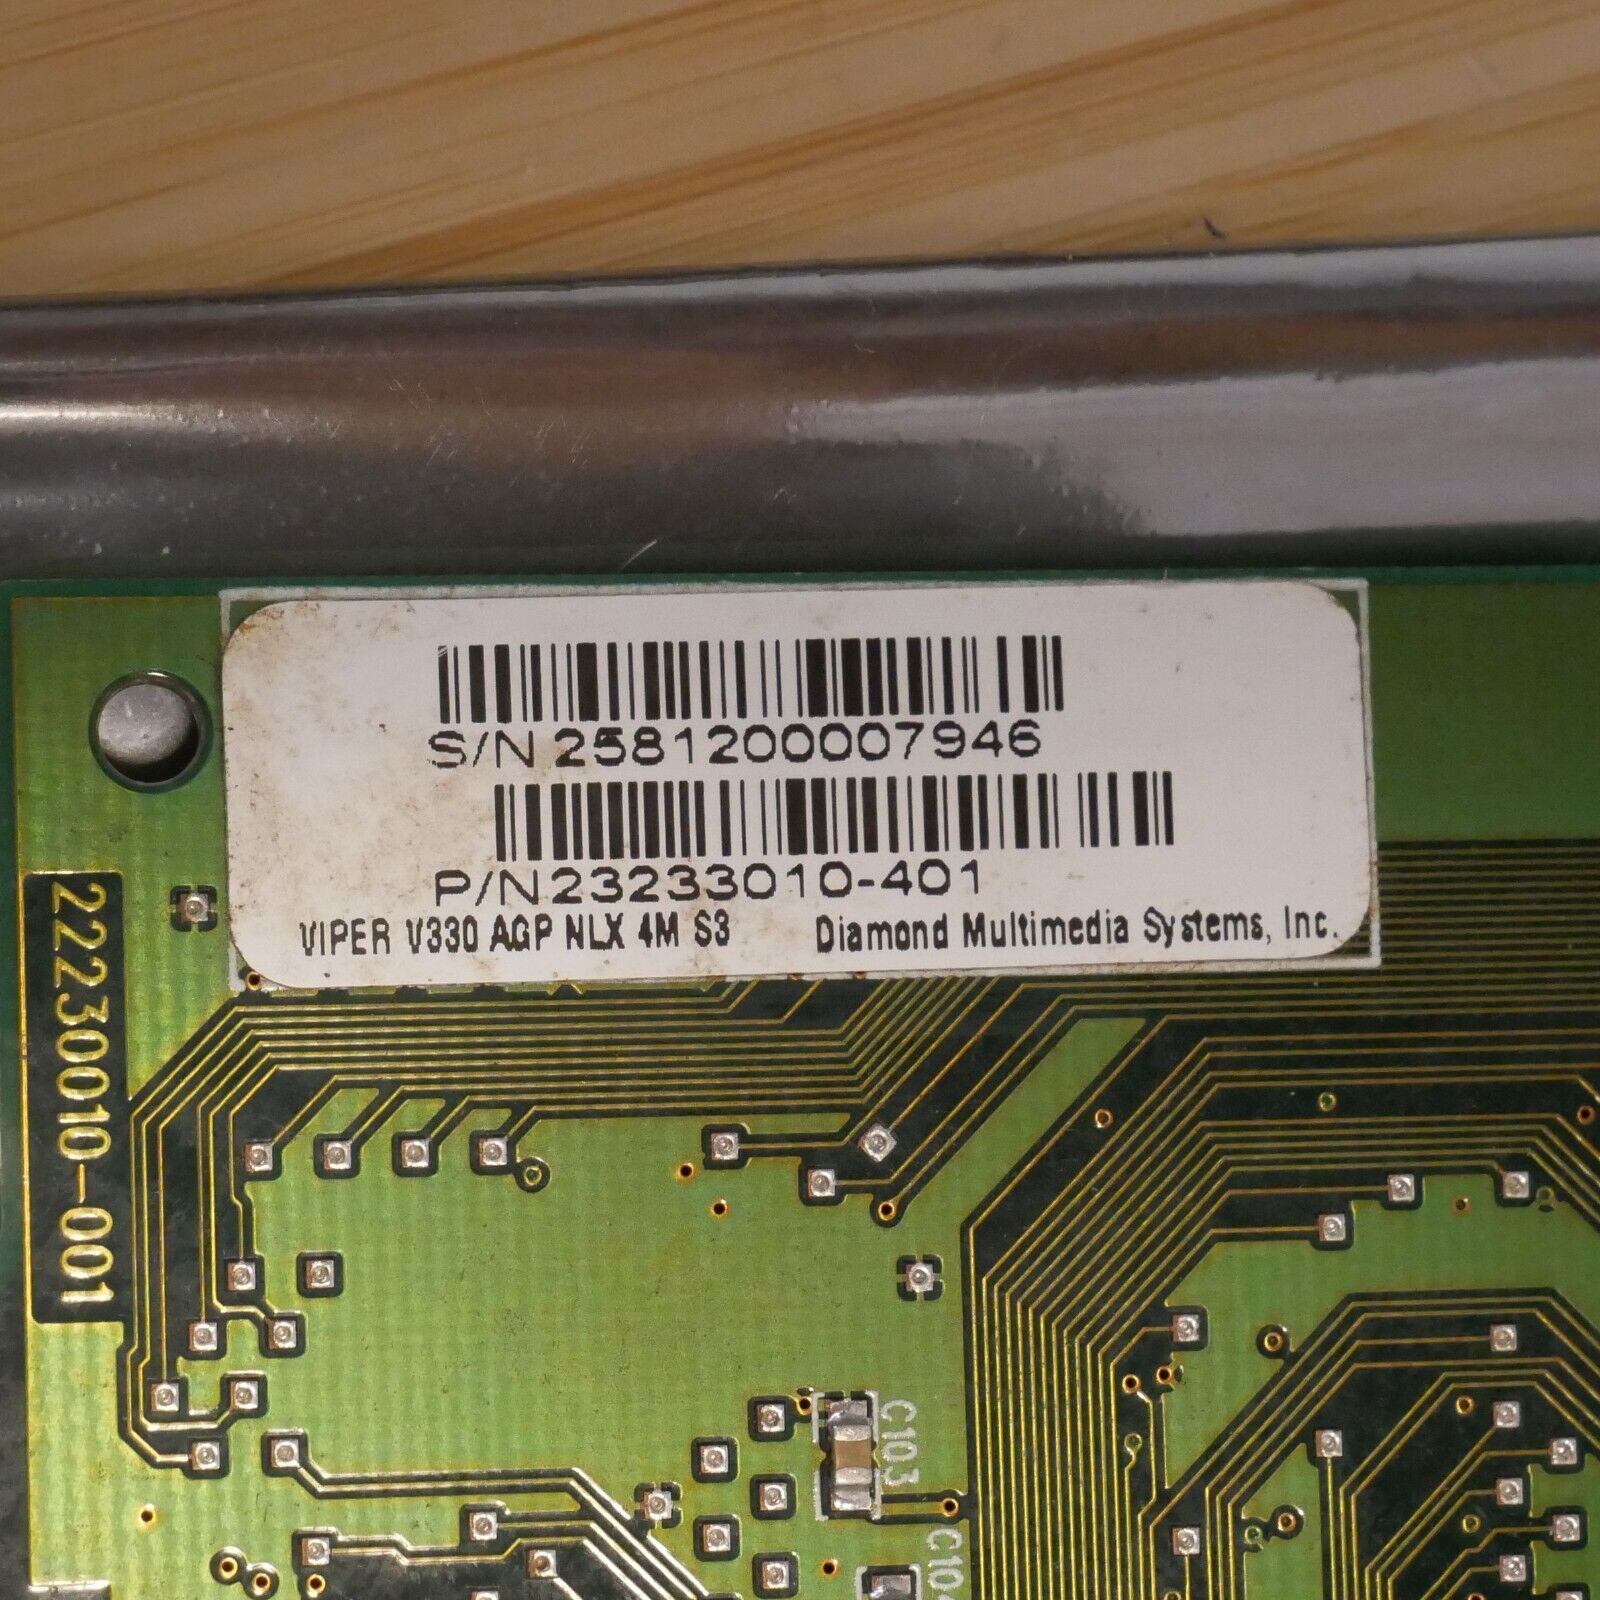 S/N 2581200007946
P/N 23233010-401
VIPER V330 AGP NLX 4M S3 Diamond Multimedia Systems, Inc.
22230010-001
C103